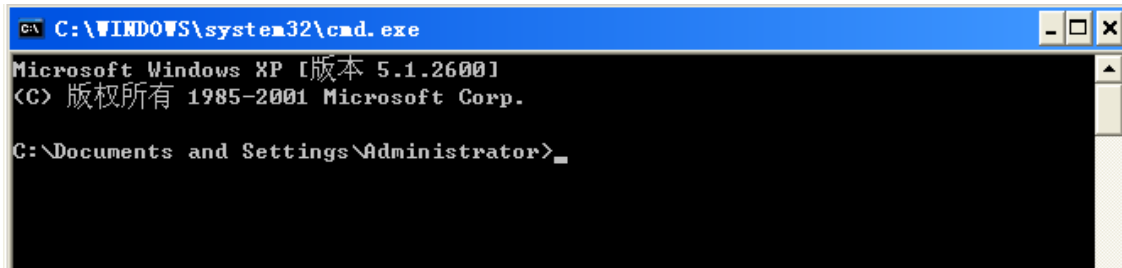 C:\WINDOWS\system32\cmd.exe
Microsoft Windows XP [版本 5.1.2600]
(C) 版权所有 1985-2001 Microsoft Corp.
C:\Documents and Settings\Administrator>_